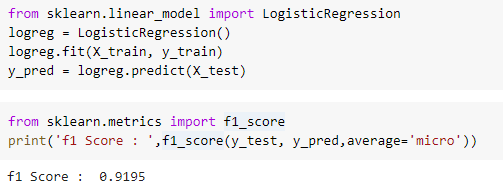 from sklearn.linear_model import LogisticRegression
logreg = LogisticRegression()
logreg.fit(X_train, y_train)
y_pred = logreg.predict(X_test)
from sklearn.metrics import f1_score
print('f1 Score : ',f1_score(y_test, y_pred,average='micro'))
f1 Score :  0.9195